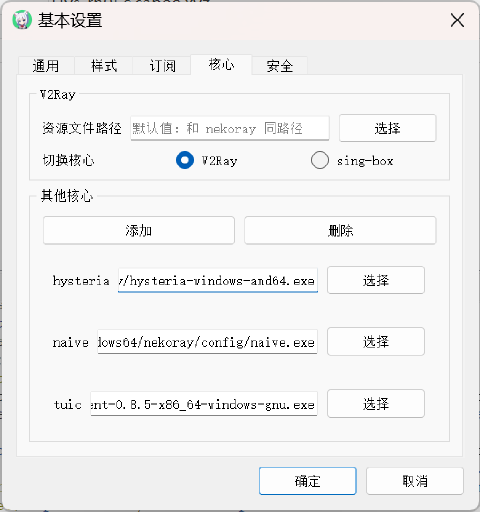 基本设置
通用 样式 订阅 核心 安全
V2Ray
资源文件路径 默认值：和 nekoray 同路径 选择
切换核心 V2Ray sing-box
其他核心
添加 删除
hysteria /hysteria-windows-amd64.exe 选择
naive dows64/nekoray/config/naive.exe 选择
tuic ent-0.8.5-x86_64-windows-gnu.exe 选择
确定 取消